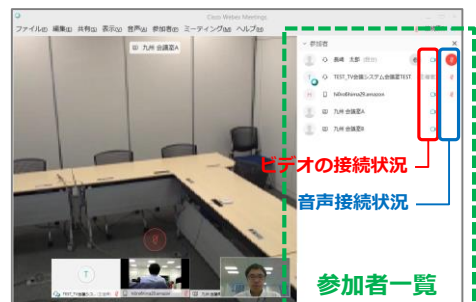 Cisco Webex Meetings
ファイル(F) 編集(E) 共有(S) 表示(V) 音声(A) 参加者(P) ミーティング(M) ヘルプ(H)
九州 会議室A
参加者
長崎 太郎 (自分)
TEST_TV会議システム会議室TEST
九州 会議室A
九州 会議室B
ビデオの接続状況
音声接続状況
参加者一覧